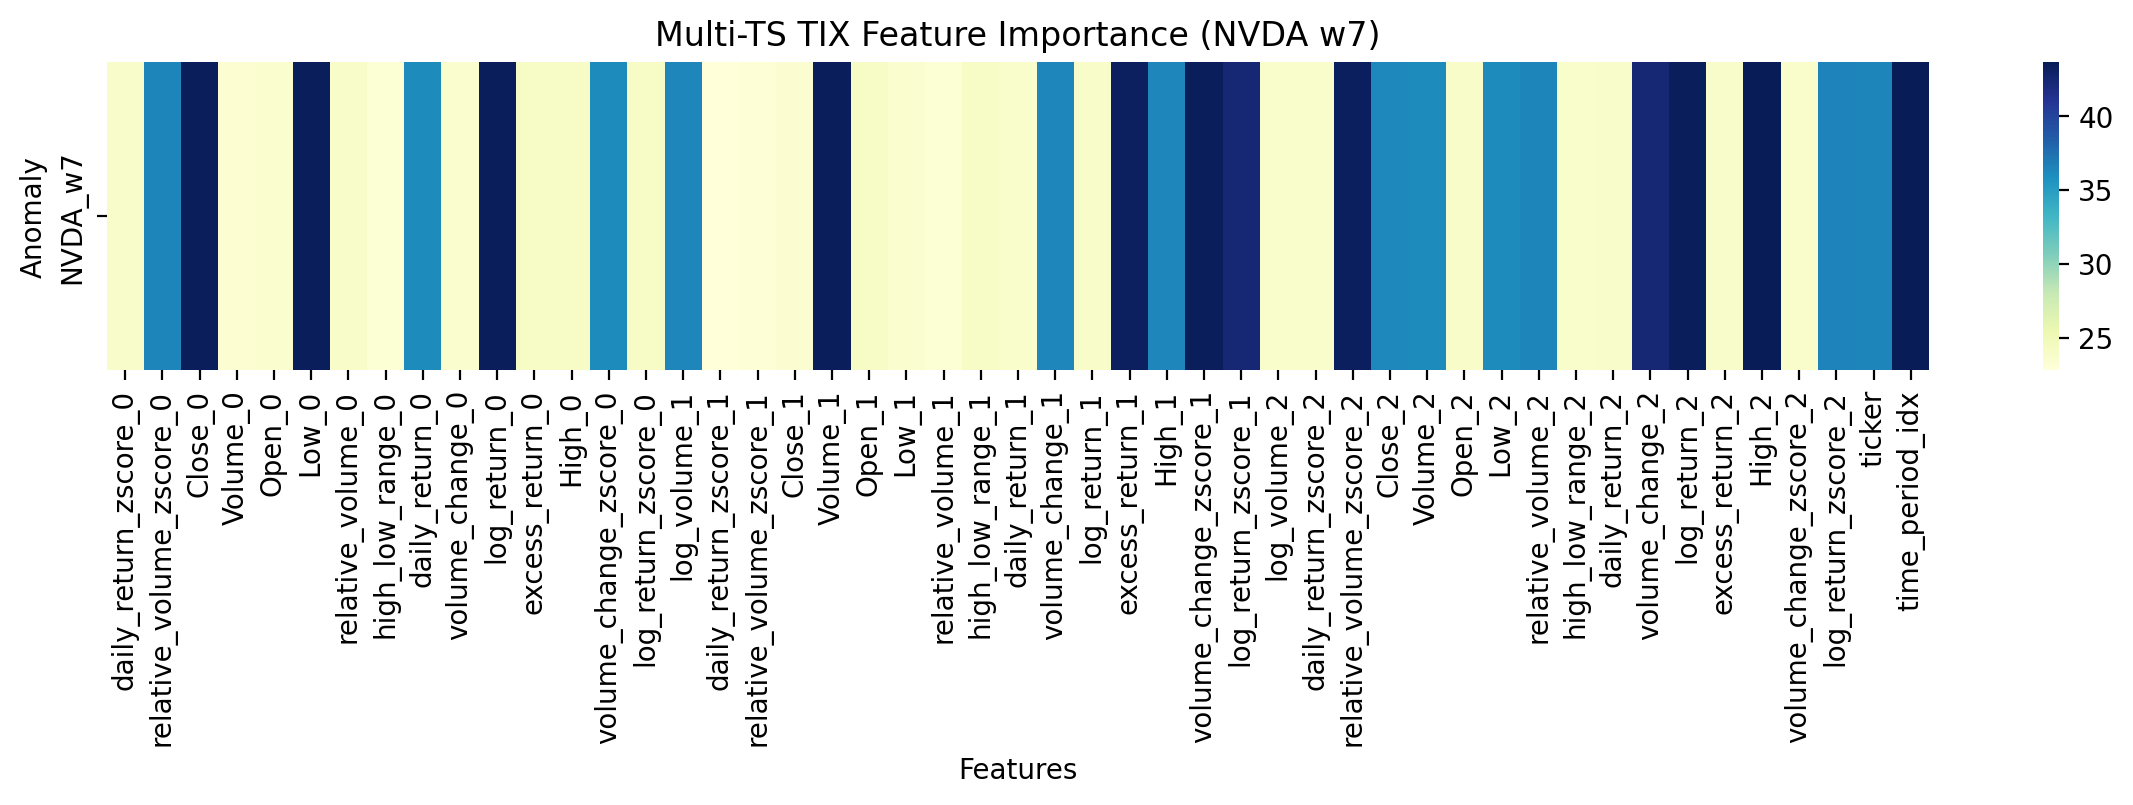 Multi-TS TIX Feature Importance (NVDA w7)
Anomaly
NVDA_w7
40
35
30
25
daily_return_zscore_0
relative_volume_zscore_0
Close_0
Volume_0
Open_0
Low_0
relative_volume_0
high_low_range_0
daily_return_0
volume_change_0
log_return_0
excess_return_0
High_0
volume_change_zscore_0
log_return_zscore_0
log_volume_1
daily_return_zscore_1
relative_volume_zscore_1
Close_1
Volume_1
Open_1
Low_1
relative_volume_1
high_low_range_1
daily_return_1
volume_change_1
log_return_1
excess_return_1
High_1
volume_change_zscore_1
log_return_zscore_1
log_volume_2
daily_return_zscore_2
relative_volume_zscore_2
Close_2
Volume_2
Open_2
Low_2
relative_volume_2
high_low_range_2
daily_return_2
volume_change_2
log_return_2
excess_return_2
High_2
volume_change_zscore_2
log_return_zscore_2
ticker
time_period_idx
Features